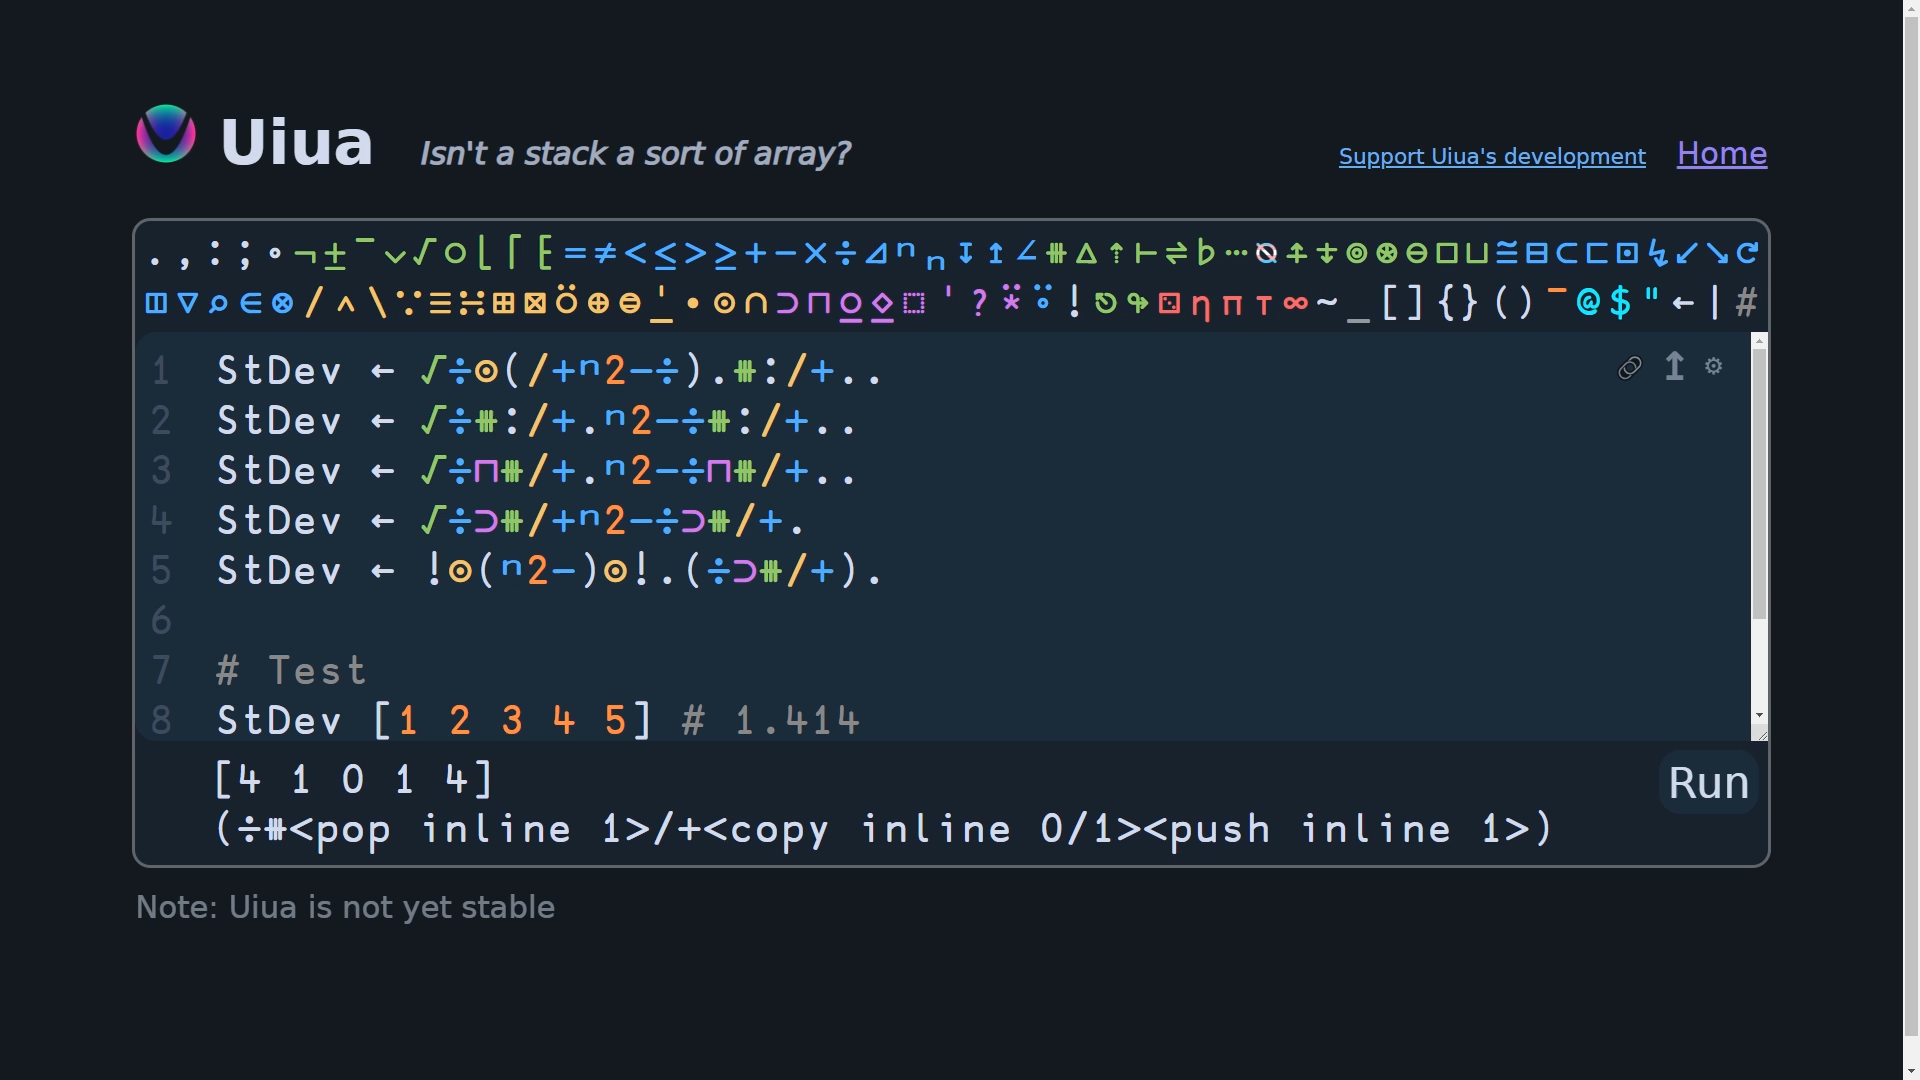 Uiua
Isn't a stack a sort of array?
Support Uiua's development
Home
. , : ; ∘ ¬ ± ¯ ⌵ √ ○ ⌊ ⌈ ⁅ = ≠ < ≤ > ≥ + - × ÷ ⊿ ⁿ ₙ ↧ ↥ ∠ ⧻ △ ⇡ ⊢ ⇌ ♭ ⋯ ⍉ ⍏ ⍖ ⊚ ⊛ ⊝ □ ⊔ ≅ ⊟ ⊂ ⊏ ⊡ ↯ ↙ ↘ ↻
◫ ▽ ⌕ ∈ ⊗ / ∧ \ ∵ ≡ ∺ ⊞ ⊠ ⍥ ⊕ ⊜ ⍘ • ⊙ ∩ ⊃ ⊓ ⍜ ⍚ ⬚ ' ? ⍣ ⍤ ! ↺ ↬ ⚂ η π τ ∞ ~ _ [ ] { } ( ) ¯ @ $ " ← | #
1 StDev ← √÷⊙(/+ⁿ2-÷).⧻:/+..
2 StDev ← √÷⧻:/+.ⁿ2-÷⧻:/+..
3 StDev ← √÷⊓⧻/+.ⁿ2-÷⊓⧻/+..
4 StDev ← √÷⊃⧻/+ⁿ2-÷⊃⧻/+.
5 StDev ← !⊙(ⁿ2-)⊙!.(÷⊃⧻/+).
6
7 # Test
8 StDev [1 2 3 4 5] # 1.414
[4 1 0 1 4]
Run
(÷⧻<pop inline 1>/+<copy inline 0/1><push inline 1>)
Note: Uiua is not yet stable